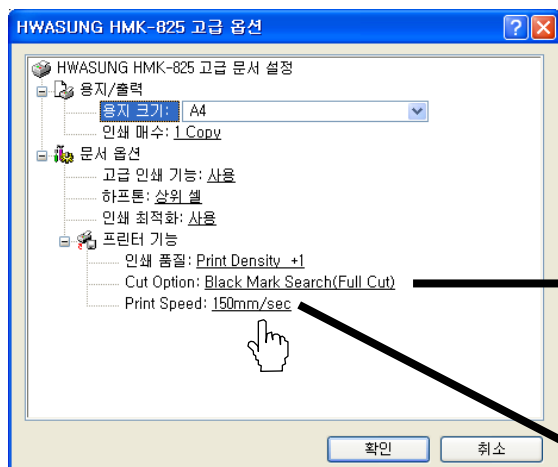 HWASUNG HMK-825 고급 옵션
HWASUNG HMK-825 고급 문서 설정
용지/출력
용지 크기: A4
인쇄 매수: 1 Copy
문서 옵션
고급 인쇄 기능: 사용
하프톤: 상위 셀
인쇄 최적화: 사용
프린터 기능
인쇄 품질: Print Density +1
Cut Option: Black Mark Search(Full Cut)
Print Speed: 150mm/sec
확인 취소